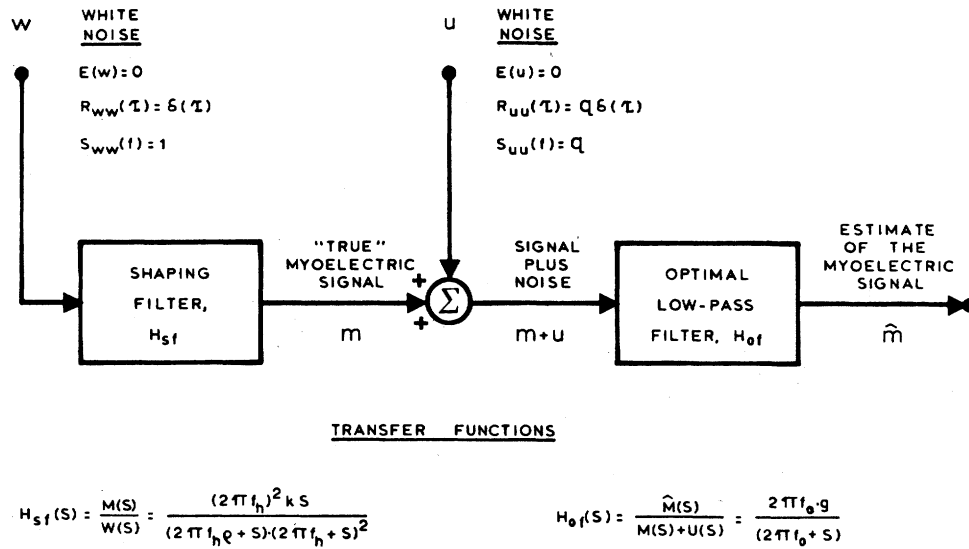 w
WHITE
NOISE
E(w)=0
Rww(τ)=δ(τ)
Sww(f)=1
u
WHITE
NOISE
E(u)=0
Ruu(τ)=qδ(τ)
Suu(f)=q
SHAPING
FILTER,
Hsf
"TRUE"
MYOELECTRIC
SIGNAL
m
+
Σ
+
SIGNAL
PLUS
NOISE
m+u
OPTIMAL
LOW-PASS
FILTER, Hof
ESTIMATE
OF THE
MYOELECTRIC
SIGNAL
m̂
TRANSFER FUNCTIONS
Hsf(S) = M(S)/W(S) = (2πfh)² k S / (2πfhρ+S)·(2πfh+S)²
Hof(S) = M̂(S)/M(S)+U(S) = 2πfo·g / (2πfo+S)